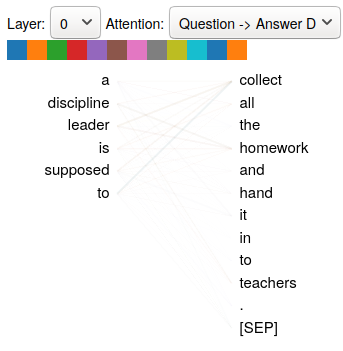 Layer: 0 Attention: Question -> Answer D
a collect
discipline all
leader the
is homework
supposed and
to hand
it
in
to
teachers
.
[SEP]